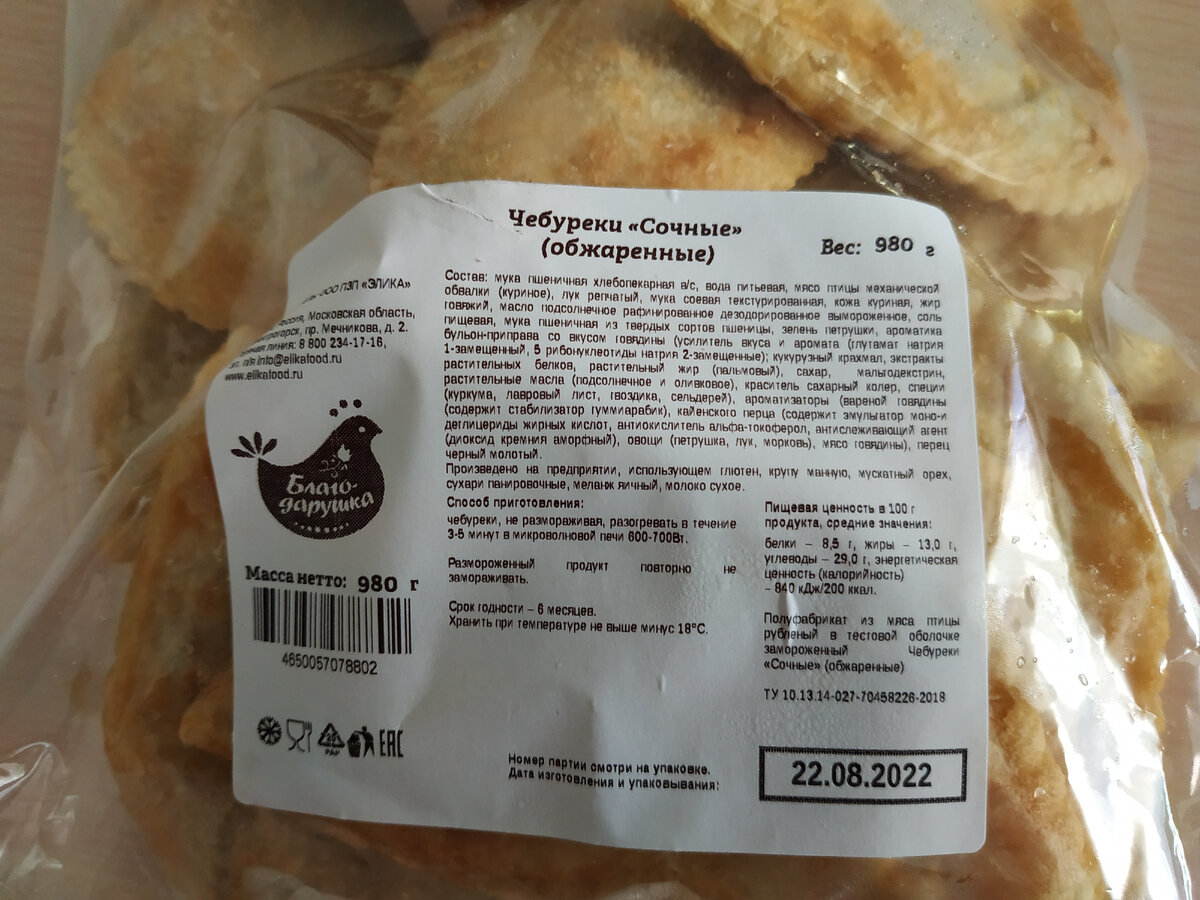 Чебуреки «Сочные»
(обжаренные)
Вес: 980 г
ООО ПЗП «ЭЛИКА»
Московская область,
пр. Мечникова, д. 2.
линия: 8 800 234-17-16,
info@elikafood.ru
www.elikafood.ru
Благо-
дарушка
Масса нетто: 980 г
4650057078802
PAP
EAC
Состав: мука пшеничная хлебопекарная в/с, вода питьевая, мясо птицы механической
обвалки (куриное), лук репчатый, мука соевая текстурированная, кожа куриная, жир
говяжий, масло подсолнечное рафинированное дезодорированное вымороженное, соль
пищевая, мука пшеничная из твердых сортов пшеницы, зелень петрушки, ароматика
бульон-приправа со вкусом говядины (усилитель вкуса и аромата (глутамат натрия
1-замещенный, 5 рибонуклеотиды натрия 2-замещенные); кукурузный крахмал, экстракты
растительных белков, растительный жир (пальмовый), сахар, мальтодекстрин,
растительные масла (подсолнечное и оливковое), краситель сахарный колер, специи
(куркума, лавровый лист, гвоздика, сельдерей), ароматизаторы (вареной говядины
(содержит стабилизатор гуммиарабик), кайенского перца (содержит эмульгатор моно-и
деглицериды жирных кислот, антиокислитель альфа-токоферол, антислеживающий агент
(диоксид кремния аморфный), овощи (петрушка, лук, морковь), мясо говядины), перец
черный молотый.
Произведено на предприятии, использующем глютен, крупу манную, мускатный орех,
сухари панировочные, меланж яичный, молоко сухое.
Способ приготовления:
чебуреки, не размораживая, разогревать в течение
3-5 минут в микроволновой печи 600-700Вт.
Размороженный продукт повторно не
замораживать.
Срок годности – 6 месяцев.
Хранить при температуре не выше минус 18°С.
Пищевая ценность в 100 г
продукта, средние значения:
белки – 8,5 г, жиры – 13,0 г,
углеводы – 29,0 г, энергетическая
ценность (калорийность)
– 840 кДж/200 ккал.
Полуфабрикат из мяса птицы
рубленый в тестовой оболочке
замороженный Чебуреки
«Сочные» (обжаренные)
ТУ 10.13.14-027-70458226-2018
Номер партии смотри на упаковке.
Дата изготовления и упаковывания:
22.08.2022